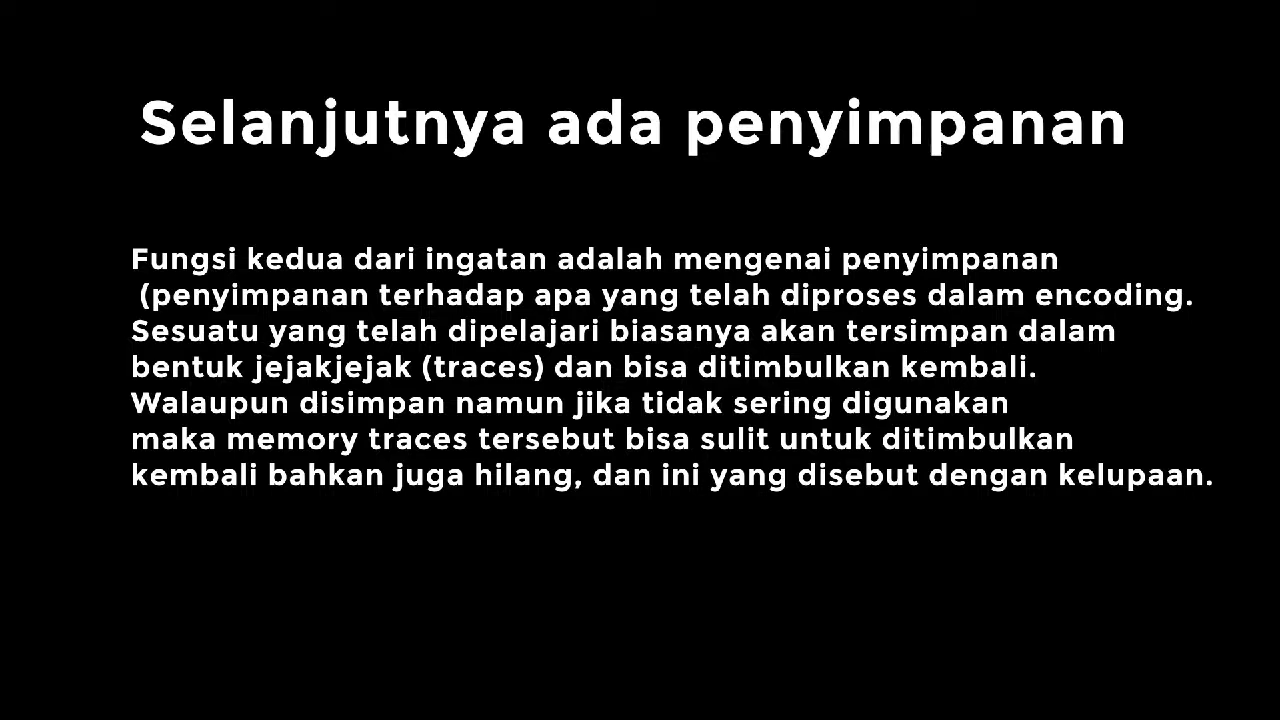 Selanjutnya ada penyimpanan
Fungsi kedua dari ingatan adalah mengenai penyimpanan
(penyimpanan terhadap apa yang telah diproses dalam encoding.
Sesuatu yang telah dipelajari biasanya akan tersimpan dalam
bentuk jejakjejak (traces) dan bisa ditimbulkan kembali.
Walaupun disimpan namun jika tidak sering digunakan
maka memory traces tersebut bisa sulit untuk ditimbulkan
kembali bahkan juga hilang, dan ini yang disebut dengan kelupaan.